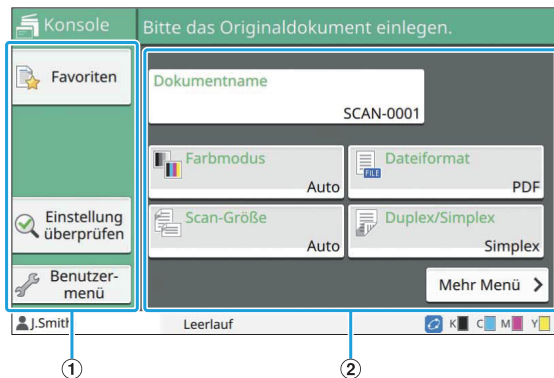 Konsole
Bitte das Originaldokument einlegen.
Favoriten
Einstellung
überprüfen
Benutzer-
menü
Dokumentname
SCAN-0001
Farbmodus
Auto
Dateiformat
FILE
PDF
Scan-Größe
Auto
Duplex/Simplex
Simplex
Mehr Menü
J.Smith
Leerlauf
K C M Y
① ②